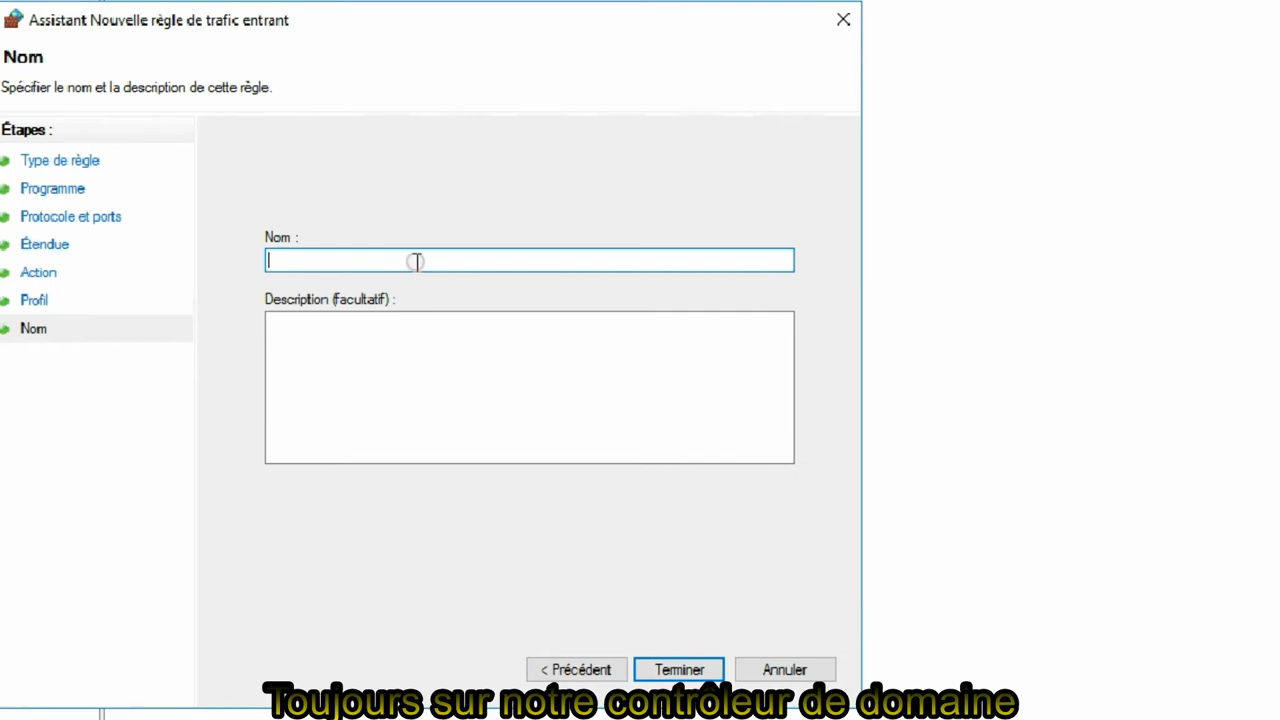 Assistant Nouvelle règle de trafic entrant
Nom
Spécifier le nom et la description de cette règle.
Étapes :
Type de règle
Programme
Protocole et ports
Étendue
Action
Profil
Nom
Nom :
Description (facultatif) :
< Précédent
Terminer
Annuler
Toujours sur notre contrôleur de domaine